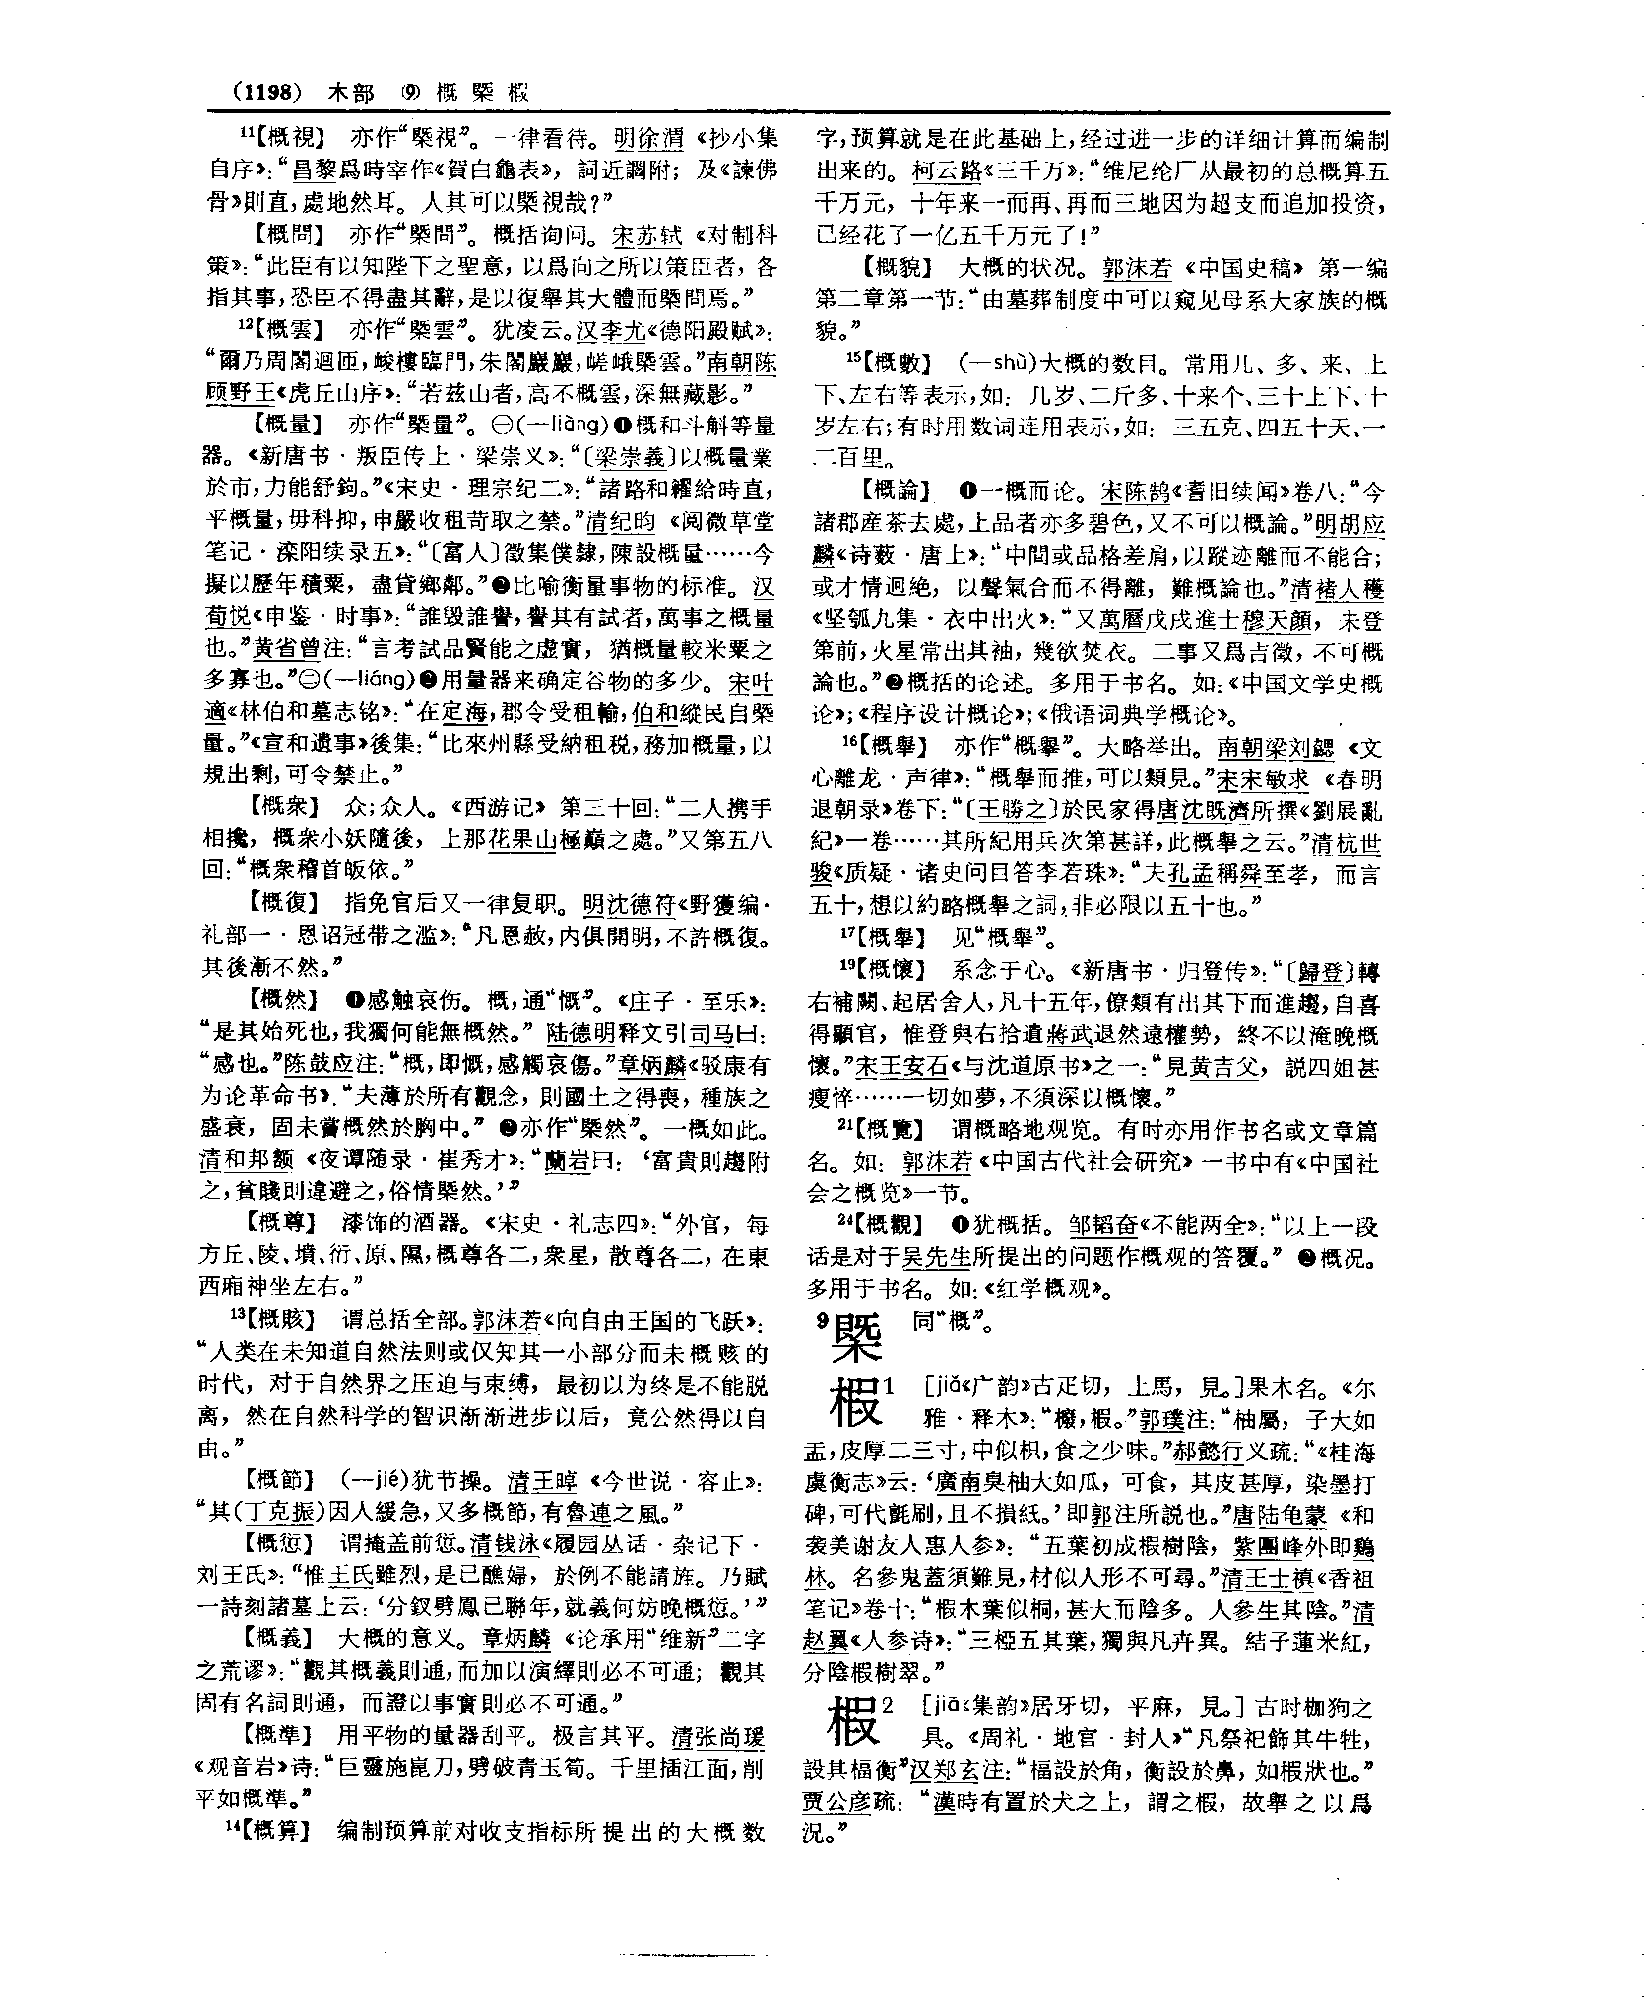 (1198) 木部 ⑼ 概㮣椵
¹¹【概視】 亦作“㮣視”。一律看待。明徐渭《抄小集
自序》：“昌黎爲時宰作《賀白龜表》，詞近調附；及《諫佛
骨》則直，處地然耳。人其可以㮣視哉？”
【概問】 亦作“㮣問”。概括询问。宋苏轼《对制科
策》：“此臣有以知陛下之聖意，以爲向之所以策臣者，各
指其事，恐臣不得盡其辭，是以復舉其大體而㮣問焉。”
¹²【概雲】 亦作“㮣雲”。犹凌云。汉李尤《德阳殿赋》：
“爾乃周閣迴匝，峻樓臨門，朱闕巖巖，嵯峨㮣雲。”南朝陈
顾野王《虎丘山序》：“若兹山者，高不概雲，深無藏影。”
【概量】 亦作“㮣量”。㊀(—liàng)❶概和斗斛等量
器。《新唐书·叛臣传上·梁崇义》：“〔梁崇義〕以概量業
於市，力能舒鉤。”《宋史·理宗纪二》：“諸路和糴給時直，
平概量，毋科抑，申嚴收租苛取之禁。”清纪昀《阅微草堂
笔记·滦阳续录五》：“〔富人〕徵集僕隸，陳設概量……今
擬以歷年積粟，盡貸鄉鄰。”❷比喻衡量事物的标准。汉
荀悦《申鉴·时事》：“誰毀誰譽，譽其有試者，萬事之概量
也。”黄省曾注：“言考試品賢能之虛實，猶概量較米粟之
多寡也。”㊁(—liáng)❷用量器来确定谷物的多少。宋叶
適《林伯和墓志铭》：“在定海，郡令受租輸，伯和縱民自㮣
量。”《宣和遺事》後集：“比來州縣受納租税，務加概量，以
規出剩，可令禁止。”
【概衆】 众；众人。《西游记》第三十回：“二人携手
相攙，概衆小妖隨後，上那花果山極巔之處。”又第五八
回：“概衆稽首皈依。”
【概復】 指免官后又一律复职。明沈德符《野獲编·
礼部一·恩诏冠带之滥》：“凡恩赦，内俱開明，不許概復。
其後漸不然。”
【概然】 ❶感触哀伤。概，通“慨”。《庄子·至乐》：
“是其始死也，我獨何能無概然。”陆德明释文引司马曰：
“感也。”陈鼓应注：“概，即慨，感觸哀傷。”章炳麟《驳康有
为论革命书》：“夫薄於所有觀念，則國土之得喪，種族之
盛衰，固未嘗概然於胸中。”❷亦作“㮣然”。一概如此。
清和邦额《夜谭随录·崔秀才》：“蘭岩曰：‘富貴則趨附
之，貧賤則違避之，俗情㮣然。’”
【概尊】 漆饰的酒器。《宋史·礼志四》：“外官，每
方丘、陵、墳、衍、原、隰，概尊各二，衆星，散尊各二，在東
西廂神坐左右。”
¹³【概賅】 谓总括全部。郭沫若《向自由王国的飞跃》：
“人类在未知道自然法则或仅知其一小部分而未概赅的
时代，对于自然界之压迫与束缚，最初以为终是不能脱
离，然在自然科学的智识渐渐进步以后，竟公然得以自
由。”
【概節】 (—jié)犹节操。清王晫《今世说·容止》：
“其(丁克振)因人緩急，又多概節，有魯連之風。”
【概愆】 谓掩盖前愆。清钱泳《履园丛话·杂记下·
刘王氏》：“惟王氏雖烈，是已醮婦，於例不能請旌。乃賦
一詩刻諸墓上云：‘分釵劈鳳已聯年，就義何妨晚概愆。’”
【概義】 大概的意义。章炳麟《论承用“维新”二字
之荒谬》：“觀其概義則通，而加以演繹則必不可通；觀其
固有名詞則通，而證以事實則必不可通。”
【概準】 用平物的量器刮平。极言其平。清张尚瑗
《观音岩》诗：“巨靈施崑刀，劈破青玉筍。千里插江面，削
平如概準。”
¹⁴【概算】 编制预算前对收支指标所提出的大概数
字，预算就是在此基础上，经过进一步的详细计算而编制
出来的。柯云路《三千万》：“维尼纶厂从最初的总概算五
千万元，十年来一而再、再而三地因为超支而追加投资，
已经花了一亿五千万元了！”
【概貌】 大概的状况。郭沫若《中国史稿》第一编
第二章第一节：“由墓葬制度中可以窥见母系大家族的概
貌。”
¹⁵【概數】 (—shù)大概的数目。常用几、多、来、上
下、左右等表示，如：几岁、二斤多、十来个、三十上下、十
岁左右；有时用数词连用表示，如：三五克、四五十天、一
二百里。
【概論】 ❶一概而论。宋陈鹄《耆旧续闻》卷八：“今
諸郡産茶去處，上品者亦多碧色，又不可以概論。”明胡应
麟《诗薮·唐上》：“中間或品格差肩，以蹤迹離而不能合；
或才情迥絶，以聲氣合而不得離，難概論也。”清褚人穫
《坚瓠九集·衣中出火》：“又萬曆戊戌進士穆天顔，未登
第前，火星常出其袖，幾欲焚衣。二事又爲吉徵，不可概
論也。”❷概括的论述。多用于书名。如：《中国文学史概
论》；《程序设计概论》；《俄语词典学概论》。
¹⁶【概舉】 亦作“概擧”。大略举出。南朝梁刘勰《文
心雕龙·声律》：“概舉而推，可以類見。”宋宋敏求《春明
退朝录》卷下：“〔王勝之〕於民家得唐沈既濟所撰《劉展亂
紀》一卷……其所紀用兵次第甚詳，此概舉之云。”清杭世
骏《质疑·诸史问目答李若珠》：“夫孔孟稱舜至孝，而言
五十，想以約略概舉之詞，非必限以五十也。”
¹⁷【概擧】 见“概舉”。
¹⁹【概懷】 系念于心。《新唐书·归登传》：“〔歸登〕轉
右補闕、起居舍人，凡十五年，僚類有出其下而進趨，自喜
得顯官，惟登與右拾遺蔣武退然遠權勢，終不以淹晚概
懷。”宋王安石《与沈道原书》之一：“見黄吉父，説四姐甚
瘦悴……一切如夢，不須深以概懷。”
²¹【概覽】 谓概略地观览。有时亦用作书名或文章篇
名。如：郭沫若《中国古代社会研究》一书中有《中国社
会之概览》一节。
²⁴【概觀】 ❶犹概括。邹韬奋《不能两全》：“以上一段
话是对于吴先生所提出的问题作概观的答覆。”❷概况。
多用于书名。如：《红学概观》。
9㮣 同“概”。
椵1 [jiǎ《广韵》古疋切，上馬，見。]果木名。《尔
雅·释木》：“櫠，椵。”郭璞注：“柚屬，子大如
盂，皮厚二三寸，中似枳，食之少味。”郝懿行义疏：“《桂海
虞衡志》云：‘廣南臭柚大如瓜，可食，其皮甚厚，染墨打
碑，可代氈刷，且不損紙。’即郭注所説也。”唐陆龟蒙《和
袭美谢友人惠人参》：“五葉初成椵樹陰，紫團峰外即鷄
林。名參鬼蓋須難見，材似人形不可尋。”清王士禛《香祖
笔记》卷十：“椵木葉似桐，甚大而陰多。人參生其陰。”清
赵翼《人参诗》：“三椏五其葉，獨與凡卉異。結子蓮米紅，
分陰椵樹翠。”
椵2 [jiā《集韵》居牙切，平麻，見。]古时枷狗之
具。《周礼·地官·封人》“凡祭祀飾其牛牲，
設其楅衡”汉郑玄注：“楅設於角，衡設於鼻，如椵狀也。”
贾公彦疏：“漢時有置於犬之上，謂之椵，故舉之以爲
況。”